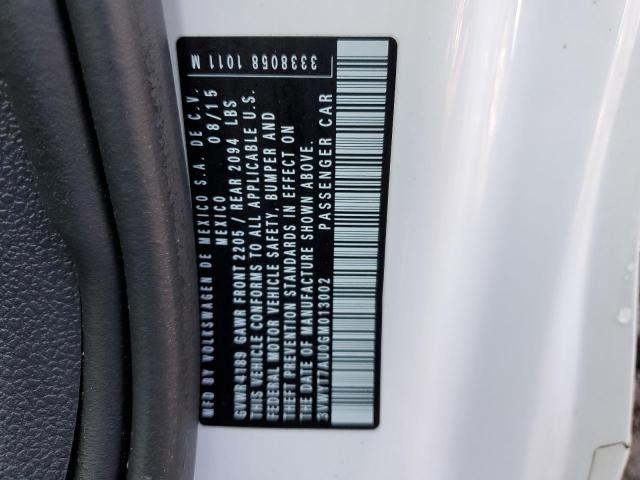 MFD BY VOLKSWAGEN DE MEXICO S.A. DE C.V.
MEXICO 08/15
GVWR 4189 GAWR FRONT 2205/ REAR 2094 LBS
THIS VEHICLE CONFORMS TO ALL APPLICABLE U.S.
FEDERAL MOTOR VEHICLE SAFETY, BUMPER AND
THEFT PREVENTION STANDARDS IN EFFECT ON
THE DATE OF MANUFACTURE SHOWN ABOVE.
3VWYT7AU0GM013002 PASSENGER CAR
3338058 1011 M